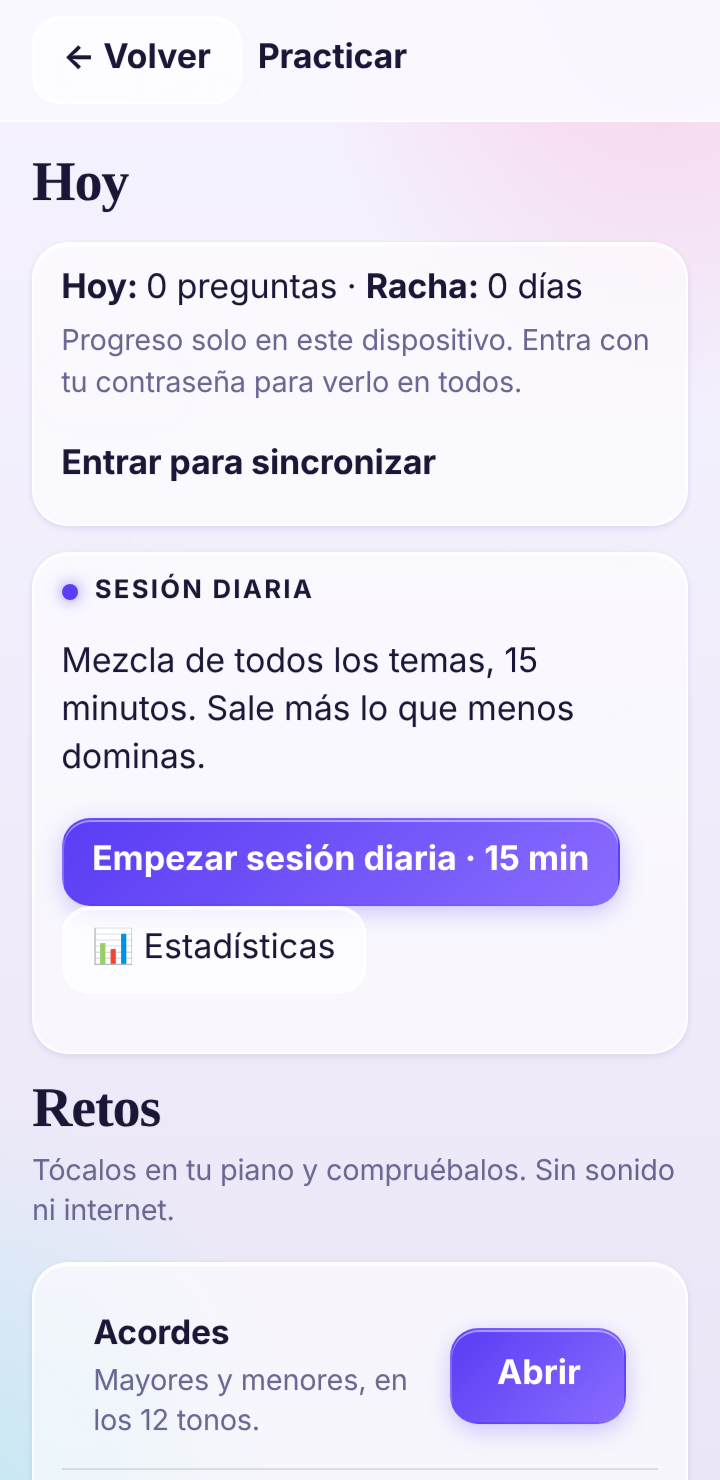 ← Volver Practicar
Hoy
Hoy: 0 preguntas · Racha: 0 días
Progreso solo en este dispositivo. Entra con
tu contraseña para verlo en todos.
Entrar para sincronizar
SESIÓN DIARIA
Mezcla de todos los temas, 15
minutos. Sale más lo que menos
dominas.
Empezar sesión diaria · 15 min
📊 Estadísticas
Retos
Tócalos en tu piano y compruébalos. Sin sonido
ni internet.
Acordes
Mayores y menores, en
los 12 tonos.
Abrir